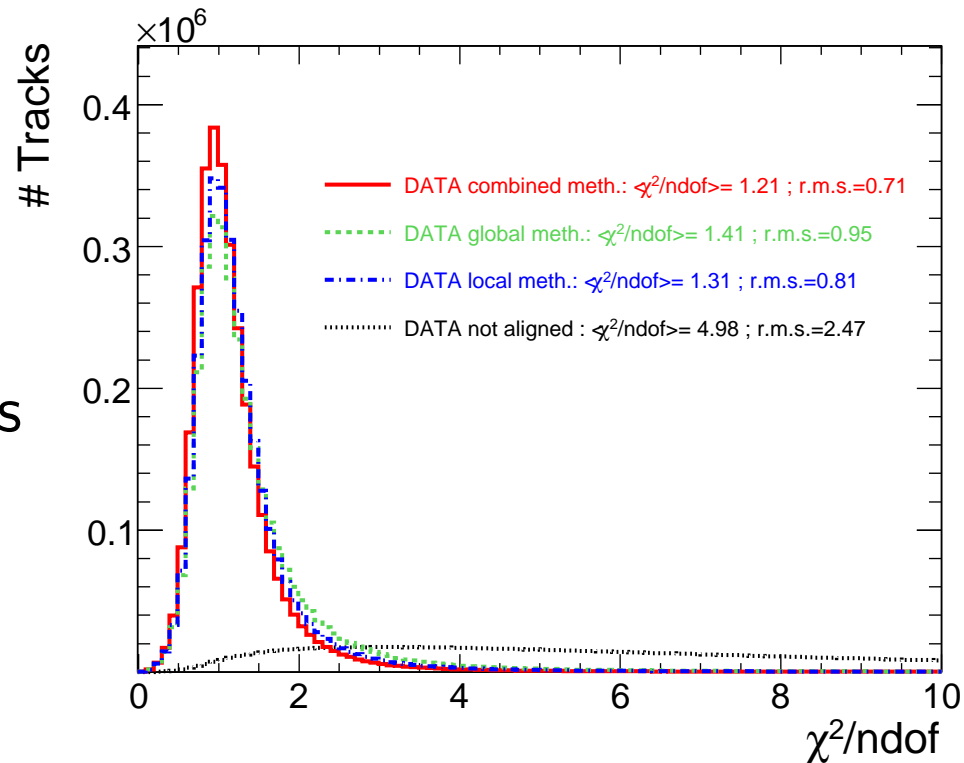 ×10⁶
# Tracks
0.4
0.3
0.2
0.1
s
DATA combined meth.: <χ²/ndof>= 1.21 ; r.m.s.=0.71
DATA global meth.: <χ²/ndof>= 1.41 ; r.m.s.=0.95
DATA local meth.: <χ²/ndof>= 1.31 ; r.m.s.=0.81
DATA not aligned : <χ²/ndof>= 4.98 ; r.m.s.=2.47
0 2 4 6 8 10
χ²/ndof